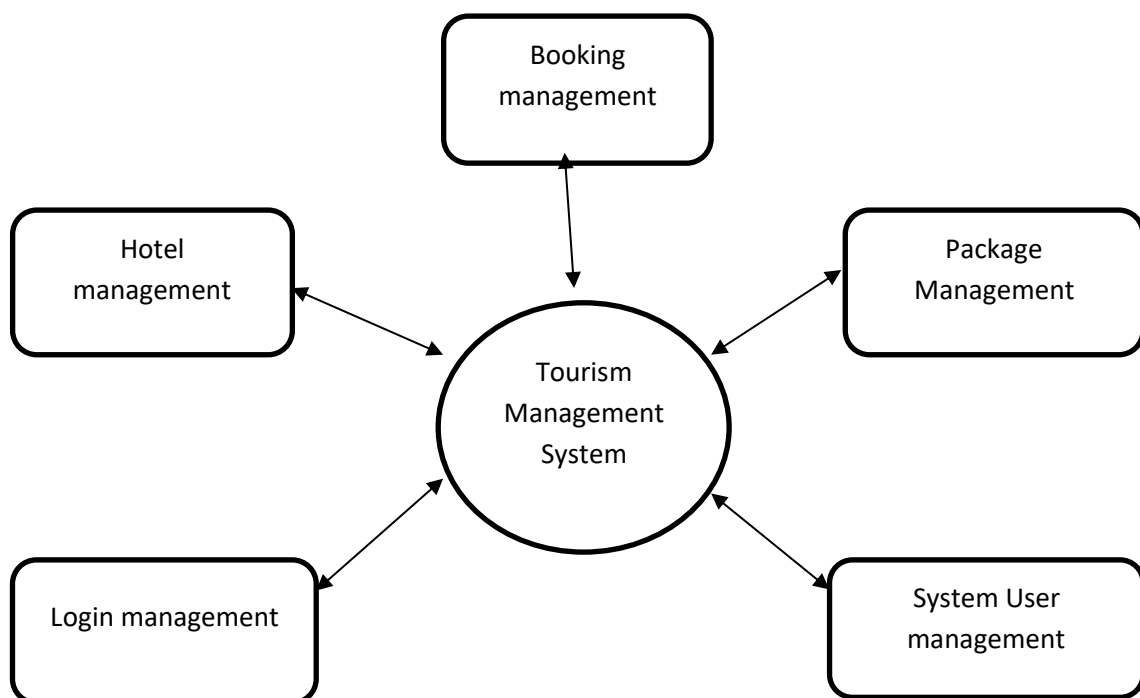 Booking
management
Hotel
management
Package
Management
Tourism
Management
System
Login management
System User
management